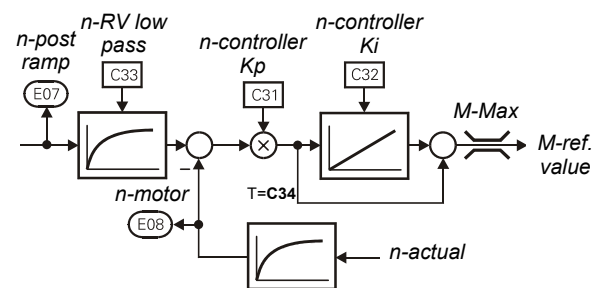 n-post
ramp
E07
n-RV low
pass
C33
n-controller
Kp
C31
n-controller
Ki
C32
M-Max
M-ref.
value
×
–
n-motor
E08
T=C34
n-actual